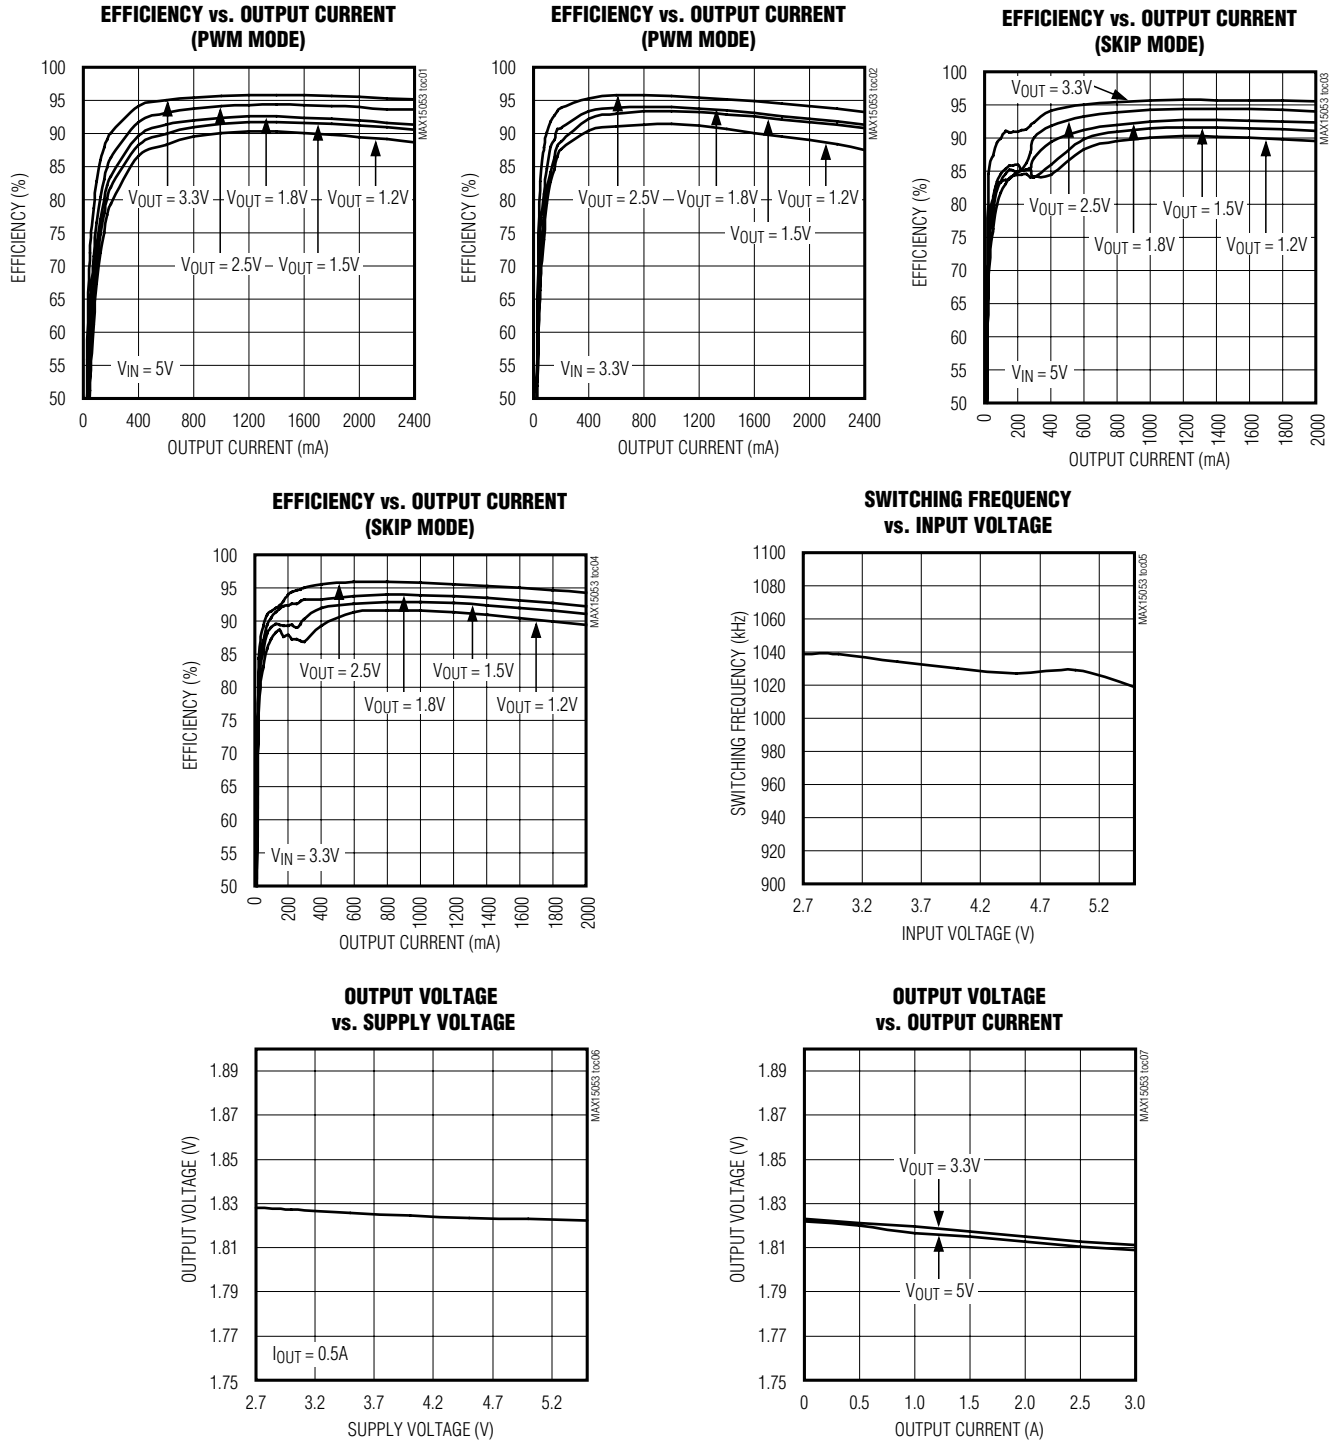 EFFICIENCY vs. OUTPUT CURRENT
(PWM MODE)
MAX15053 toc01
EFFICIENCY (%)
100
95
90
85
80
75
70
65
60
55
50
VOUT = 3.3V
VOUT = 1.8V
VOUT = 1.2V
VOUT = 2.5V
VOUT = 1.5V
VIN = 5V
0 400 800 1200 1600 2000 2400
OUTPUT CURRENT (mA)
EFFICIENCY vs. OUTPUT CURRENT
(PWM MODE)
MAX15053 toc02
EFFICIENCY (%)
100
95
90
85
80
75
70
65
60
55
50
VOUT = 2.5V
VOUT = 1.8V
VOUT = 1.2V
VOUT = 1.5V
VIN = 3.3V
0 400 800 1200 1600 2000 2400
OUTPUT CURRENT (mA)
EFFICIENCY vs. OUTPUT CURRENT
(SKIP MODE)
MAX15053 toc03
EFFICIENCY (%)
100
95
90
85
80
75
70
65
60
55
50
VOUT = 3.3V
VOUT = 2.5V
VOUT = 1.5V
VOUT = 1.8V
VOUT = 1.2V
VIN = 5V
0 200 400 600 800 1000 1200 1400 1600 1800 2000
OUTPUT CURRENT (mA)
EFFICIENCY vs. OUTPUT CURRENT
(SKIP MODE)
MAX15053 toc04
EFFICIENCY (%)
100
95
90
85
80
75
70
65
60
55
50
VOUT = 2.5V
VOUT = 1.5V
VOUT = 1.8V
VOUT = 1.2V
VIN = 3.3V
0 200 400 600 800 1000 1200 1400 1600 1800 2000
OUTPUT CURRENT (mA)
SWITCHING FREQUENCY
vs. INPUT VOLTAGE
MAX15053 toc05
SWITCHING FREQUENCY (kHz)
1100
1080
1060
1040
1020
1000
980
960
940
920
900
2.7 3.2 3.7 4.2 4.7 5.2
INPUT VOLTAGE (V)
OUTPUT VOLTAGE
vs. SUPPLY VOLTAGE
MAX15053 toc06
OUTPUT VOLTAGE (V)
1.89
1.87
1.85
1.83
1.81
1.79
1.77
1.75
IOUT = 0.5A
2.7 3.2 3.7 4.2 4.7 5.2
SUPPLY VOLTAGE (V)
OUTPUT VOLTAGE
vs. OUTPUT CURRENT
MAX15053 toc07
OUTPUT VOLTAGE (V)
1.89
1.87
1.85
1.83
1.81
1.79
1.77
1.75
VOUT = 3.3V
VOUT = 5V
0 0.5 1.0 1.5 2.0 2.5 3.0
OUTPUT CURRENT (A)